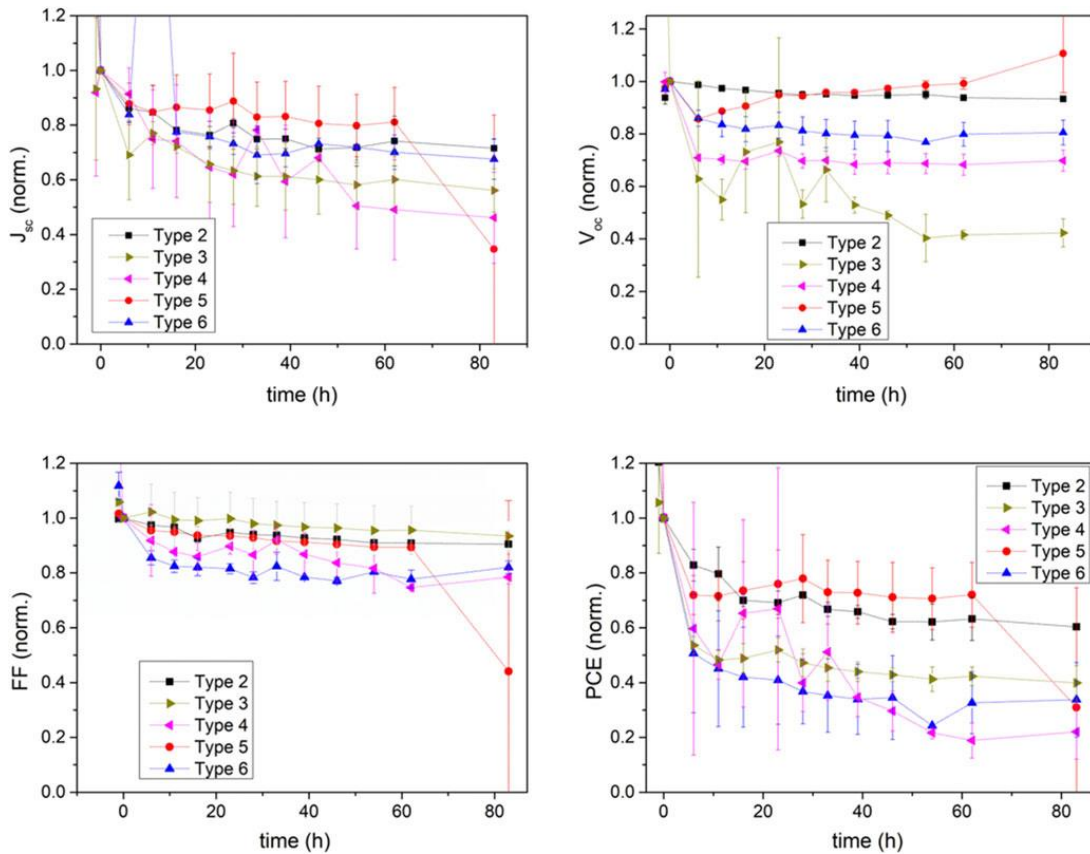 1.2
1.0
0.8
0.6
0.4
0.2
0.0
J_sc (norm.)
Type 2
Type 3
Type 4
Type 5
Type 6
0 20 40 60 80
time (h)
1.2
1.0
0.8
0.6
0.4
0.2
0.0
V_oc (norm.)
Type 2
Type 3
Type 4
Type 5
Type 6
0 20 40 60 80
time (h)
1.2
1.0
0.8
0.6
0.4
0.2
0.0
FF (norm.)
Type 2
Type 3
Type 4
Type 5
Type 6
0 20 40 60 80
time (h)
1.2
1.0
0.8
0.6
0.4
0.2
0.0
PCE (norm.)
Type 2
Type 3
Type 4
Type 5
Type 6
0 20 40 60 80
time (h)